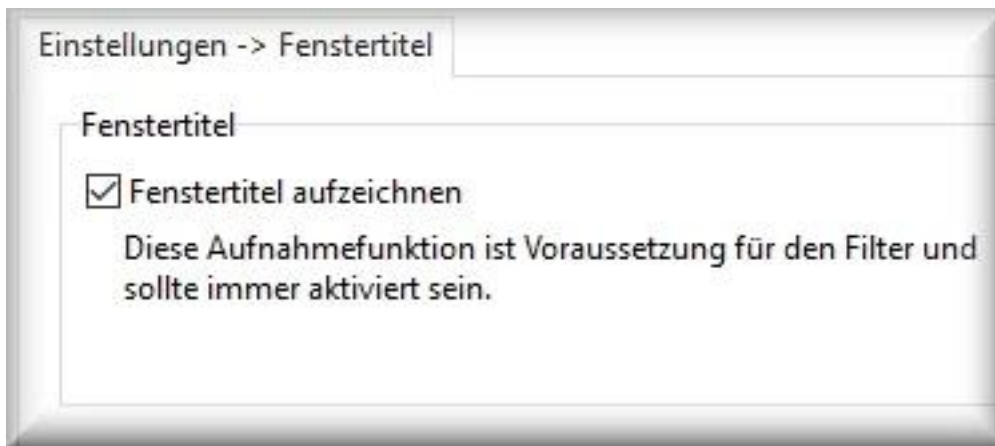 Einstellungen -> Fenstertitel
Fenstertitel
Fenstertitel aufzeichnen
Diese Aufnahmefunktion ist Voraussetzung für den Filter und
sollte immer aktiviert sein.